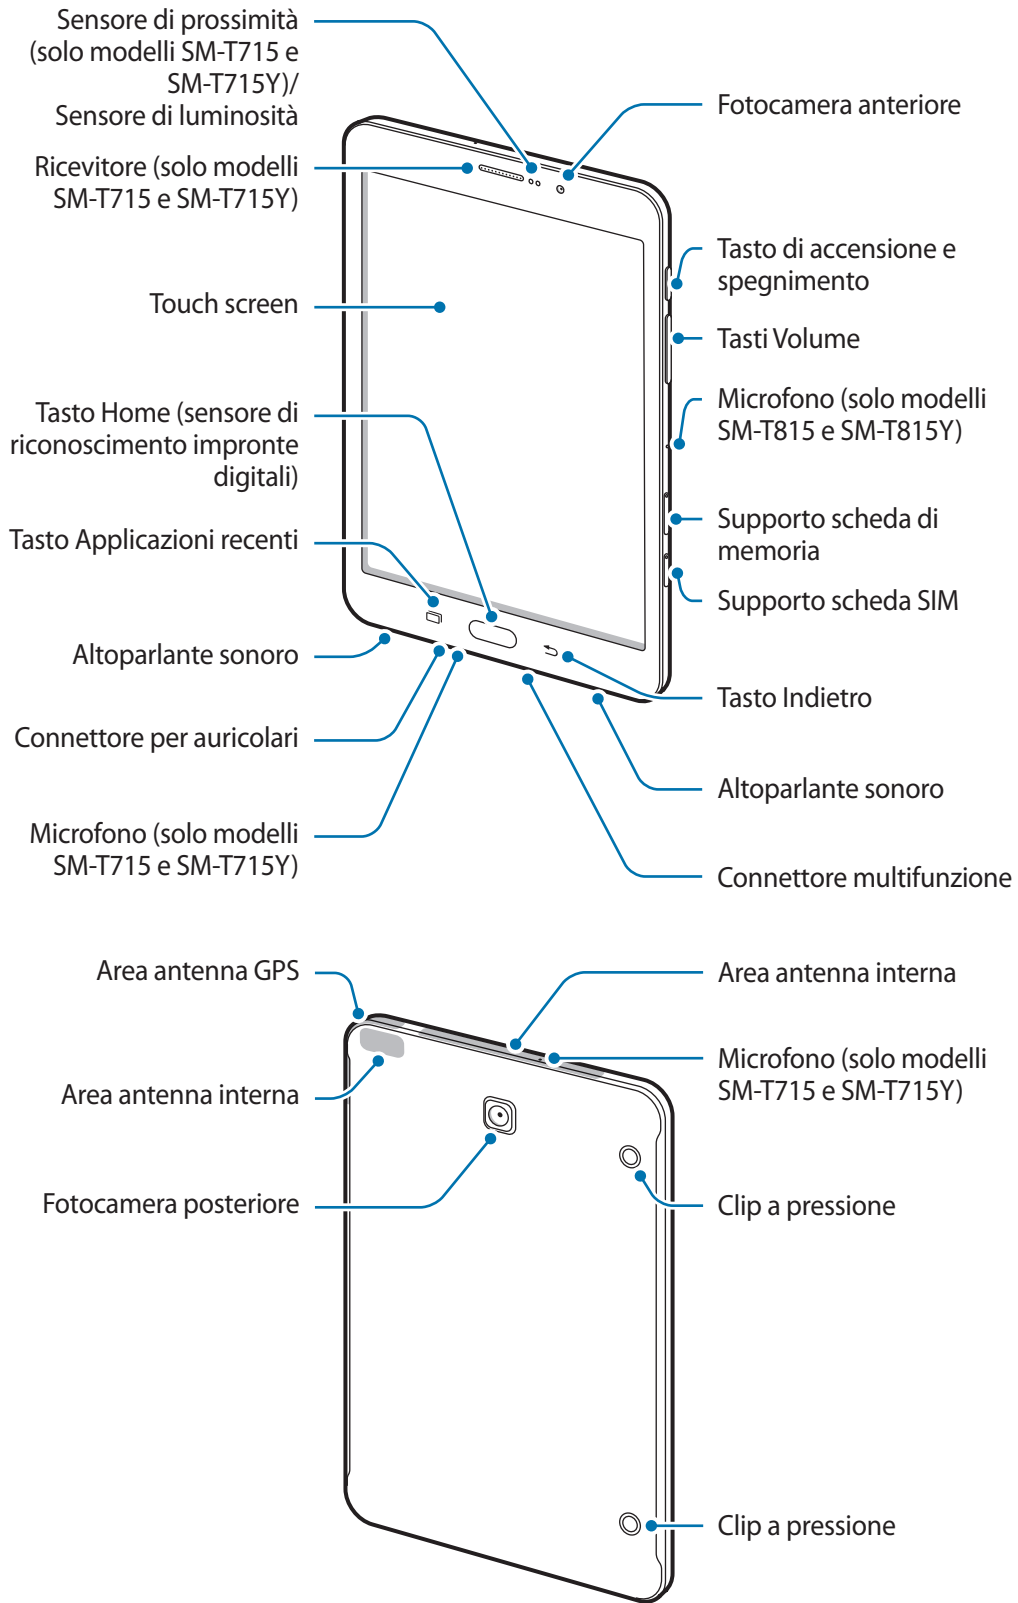 Sensore di prossimità
(solo modelli SM-T715 e
SM-T715Y)/
Sensore di luminosità
Ricevitore (solo modelli
SM-T715 e SM-T715Y)
Touch screen
Tasto Home (sensore di
riconoscimento impronte
digitali)
Tasto Applicazioni recenti
Altoparlante sonoro
Connettore per auricolari
Microfono (solo modelli
SM-T715 e SM-T715Y)
Fotocamera anteriore
Tasto di accensione e
spegnimento
Tasti Volume
Microfono (solo modelli
SM-T815 e SM-T815Y)
Supporto scheda di
memoria
Supporto scheda SIM
Tasto Indietro
Altoparlante sonoro
Connettore multifunzione
Area antenna GPS
Area antenna interna
Fotocamera posteriore
Area antenna interna
Microfono (solo modelli
SM-T715 e SM-T715Y)
Clip a pressione
Clip a pressione